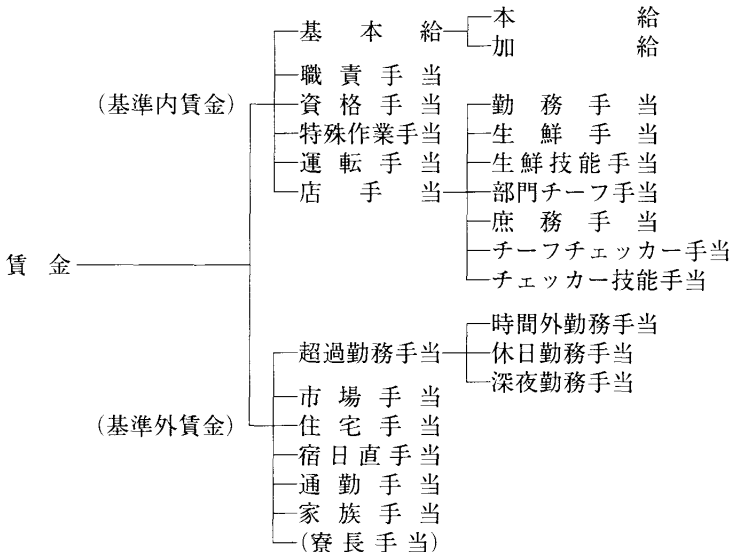 賃金
(基準内賃金)
基本給
本給
加給
職責手当
資格手当
特殊作業手当
運転手当
店手当
勤務手当
生鮮手当
生鮮技能手当
部門チーフ手当
庶務手当
チーフチェッカー手当
チェッカー技能手当
(基準外賃金)
超過勤務手当
時間外勤務手当
休日勤務手当
深夜勤務手当
市場手当
住宅手当
宿日直手当
通勤手当
家族手当
(寮長手当)